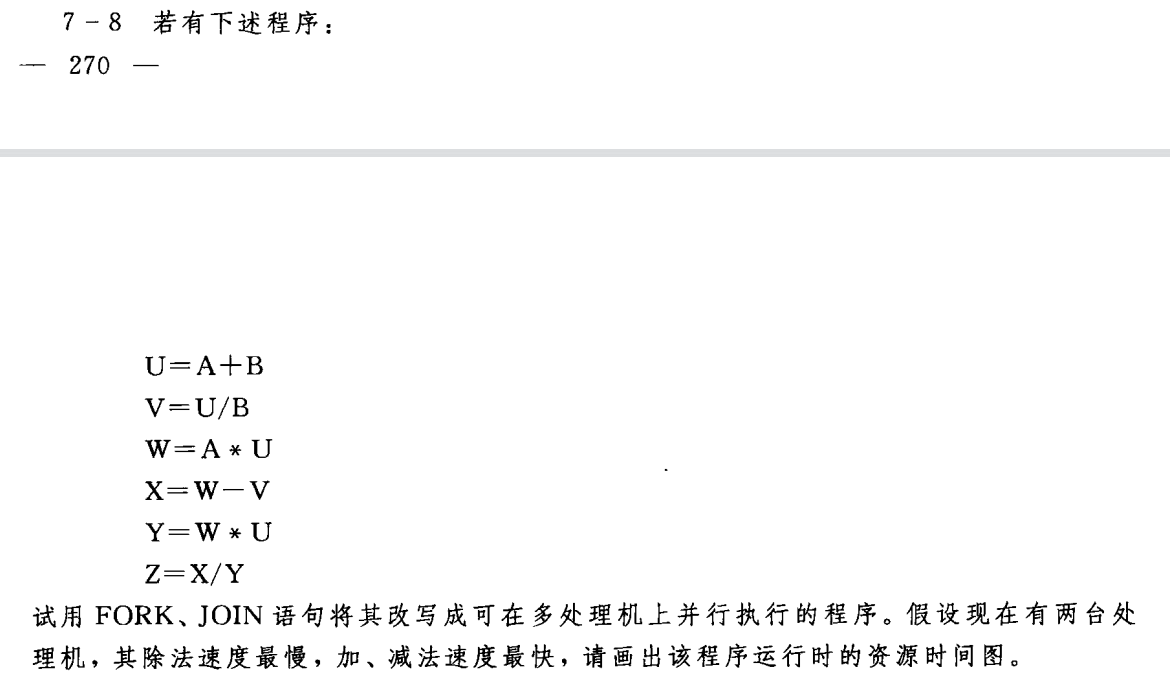 7-8 若有下述程序：
— 270 —
U=A+B
V=U/B
W=A*U
X=W-V
Y=W*U
Z=X/Y
试用 FORK、JOIN 语句将其改写成可在多处理机上并行执行的程序。假设现在有两台处
理机，其除法速度最慢，加、减法速度最快，请画出该程序运行时的资源时间图。